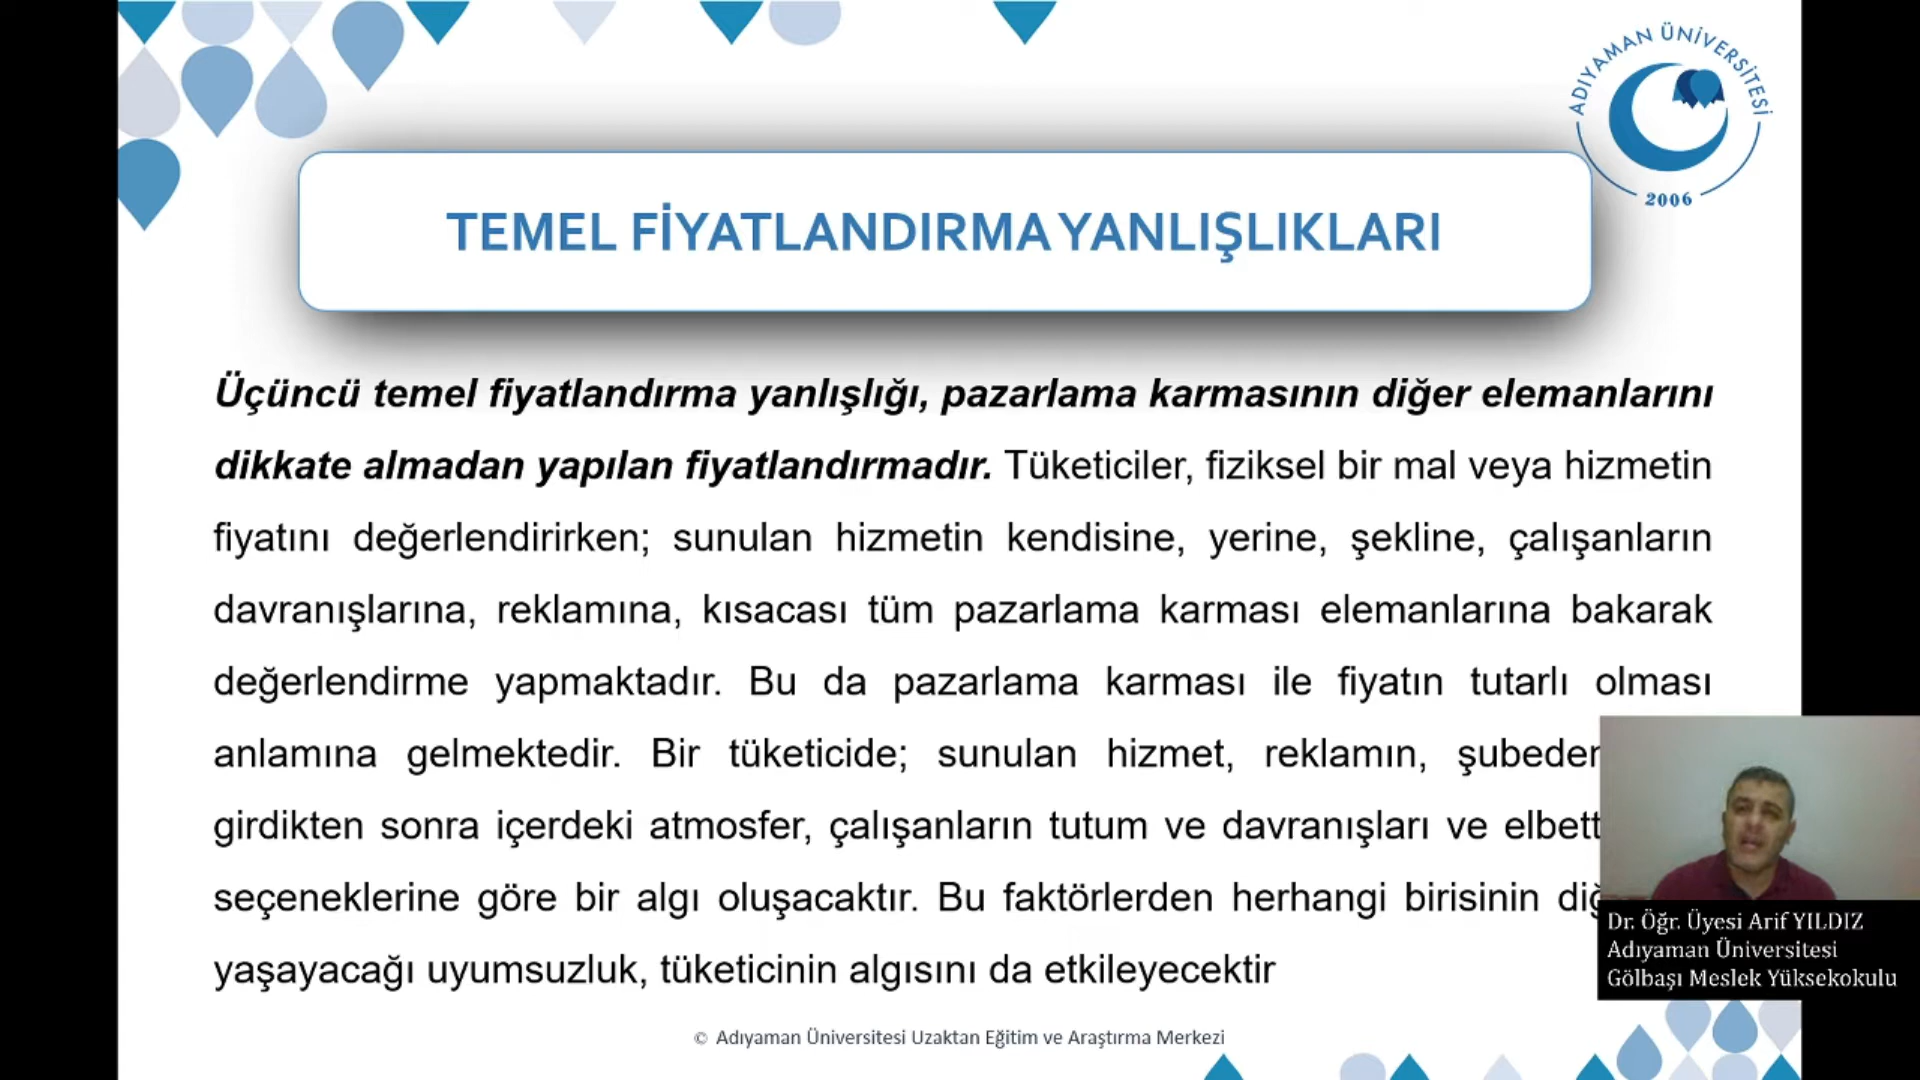 ADIYAMAN ÜNİVERSİTESİ
2006
TEMEL FİYATLANDIRMA YANLIŞLIKLARI
Üçüncü temel fiyatlandırma yanlışlığı, pazarlama karmasının diğer elemanlarını
dikkate almadan yapılan fiyatlandırmadır. Tüketiciler, fiziksel bir mal veya hizmetin
fiyatını değerlendirirken; sunulan hizmetin kendisine, yerine, şekline, çalışanların
davranışlarına, reklamına, kısacası tüm pazarlama karması elemanlarına bakarak
değerlendirme yapmaktadır. Bu da pazarlama karması ile fiyatın tutarlı olması
anlamına gelmektedir. Bir tüketicide; sunulan hizmet, reklamın,
girdikten sonra içerdeki atmosfer, çalışanların tutum ve davranışları ve
seçeneklerine göre bir algı oluşacaktır. Bu faktörlerden herhangi birisinin
yaşayacağı uyumsuzluk, tüketicinin algısını da etkileyecektir
Dr. Öğr. Üyesi Arif YILDIZ
Adıyaman Üniversitesi
Gölbaşı Meslek Yüksekokulu
© Adıyaman Üniversitesi Uzaktan Eğitim ve Araştırma Merkezi